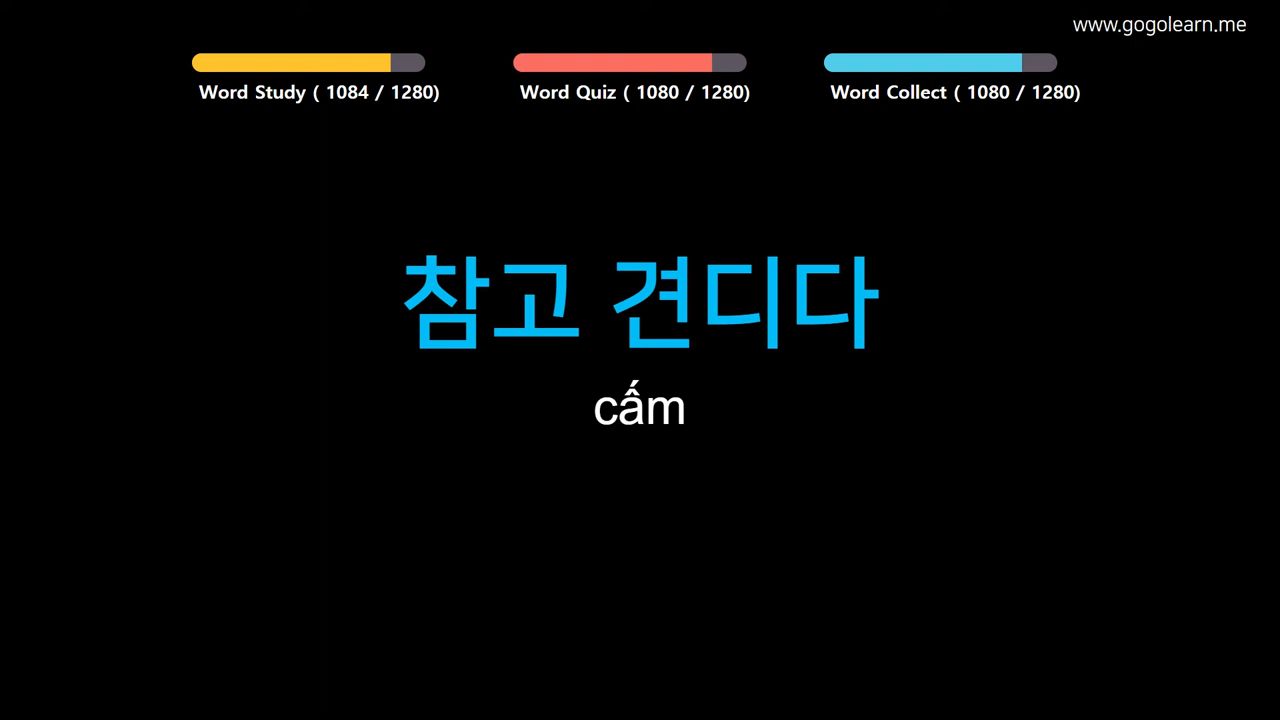 www.gogolearn.me
Word Study ( 1084 / 1280)
Word Quiz ( 1080 / 1280)
Word Collect ( 1080 / 1280)
참고 견디다
cấm